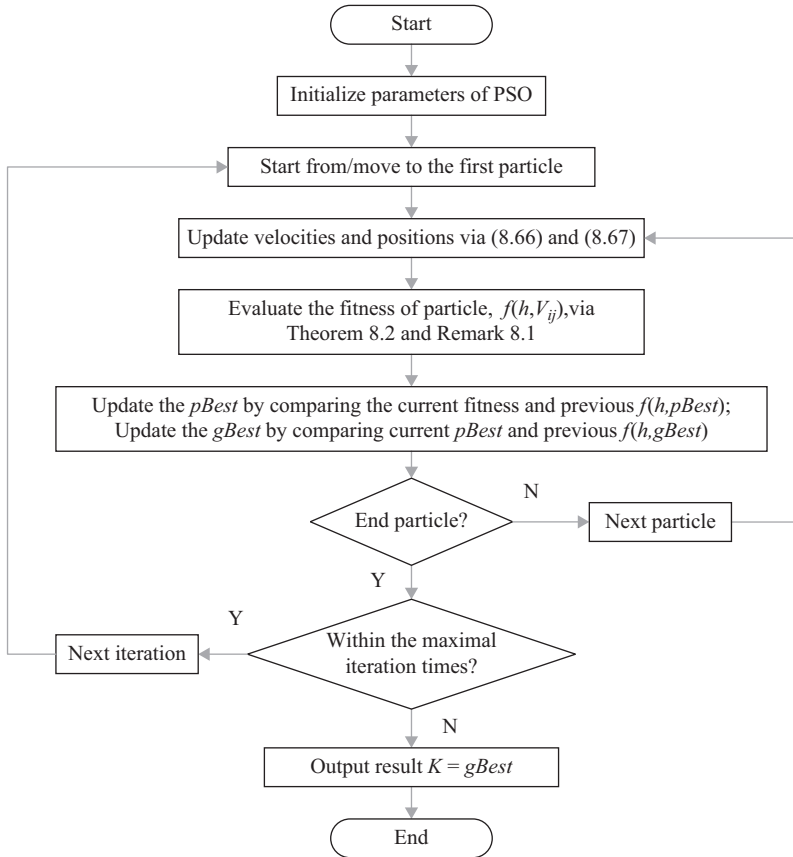 Start
Initialize parameters of PSO
Start from/move to the first particle
Update velocities and positions via (8.66) and (8.67)
Evaluate the fitness of particle, f(h,V_ij),via
Theorem 8.2 and Remark 8.1
Update the pBest by comparing the current fitness and previous f(h,pBest);
Update the gBest by comparing current pBest and previous f(h,gBest)
N
End particle?
Next particle
Y
Y
Within the maximal
iteration times?
Next iteration
N
Output result K = gBest
End